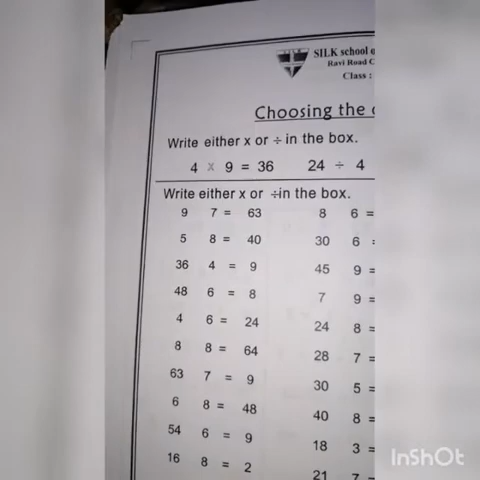 SILK school o
Ravi Road C
Class :
Choosing the
Write either x or ÷ in the box.
4 x 9 = 36 24 ÷ 4
Write either x or ÷in the box.
9 7 = 63 8 6 =
5 8 = 40 30 6 =
36 4 = 9 45 9 =
48 6 = 8 7 9 =
4 6 = 24 24 8 =
8 8 = 64 28 7 =
63 7 = 9 30 5 =
6 8 = 48 40 8 =
54 6 = 9 18 3 =
16 8 = 2 21 7
InShOt